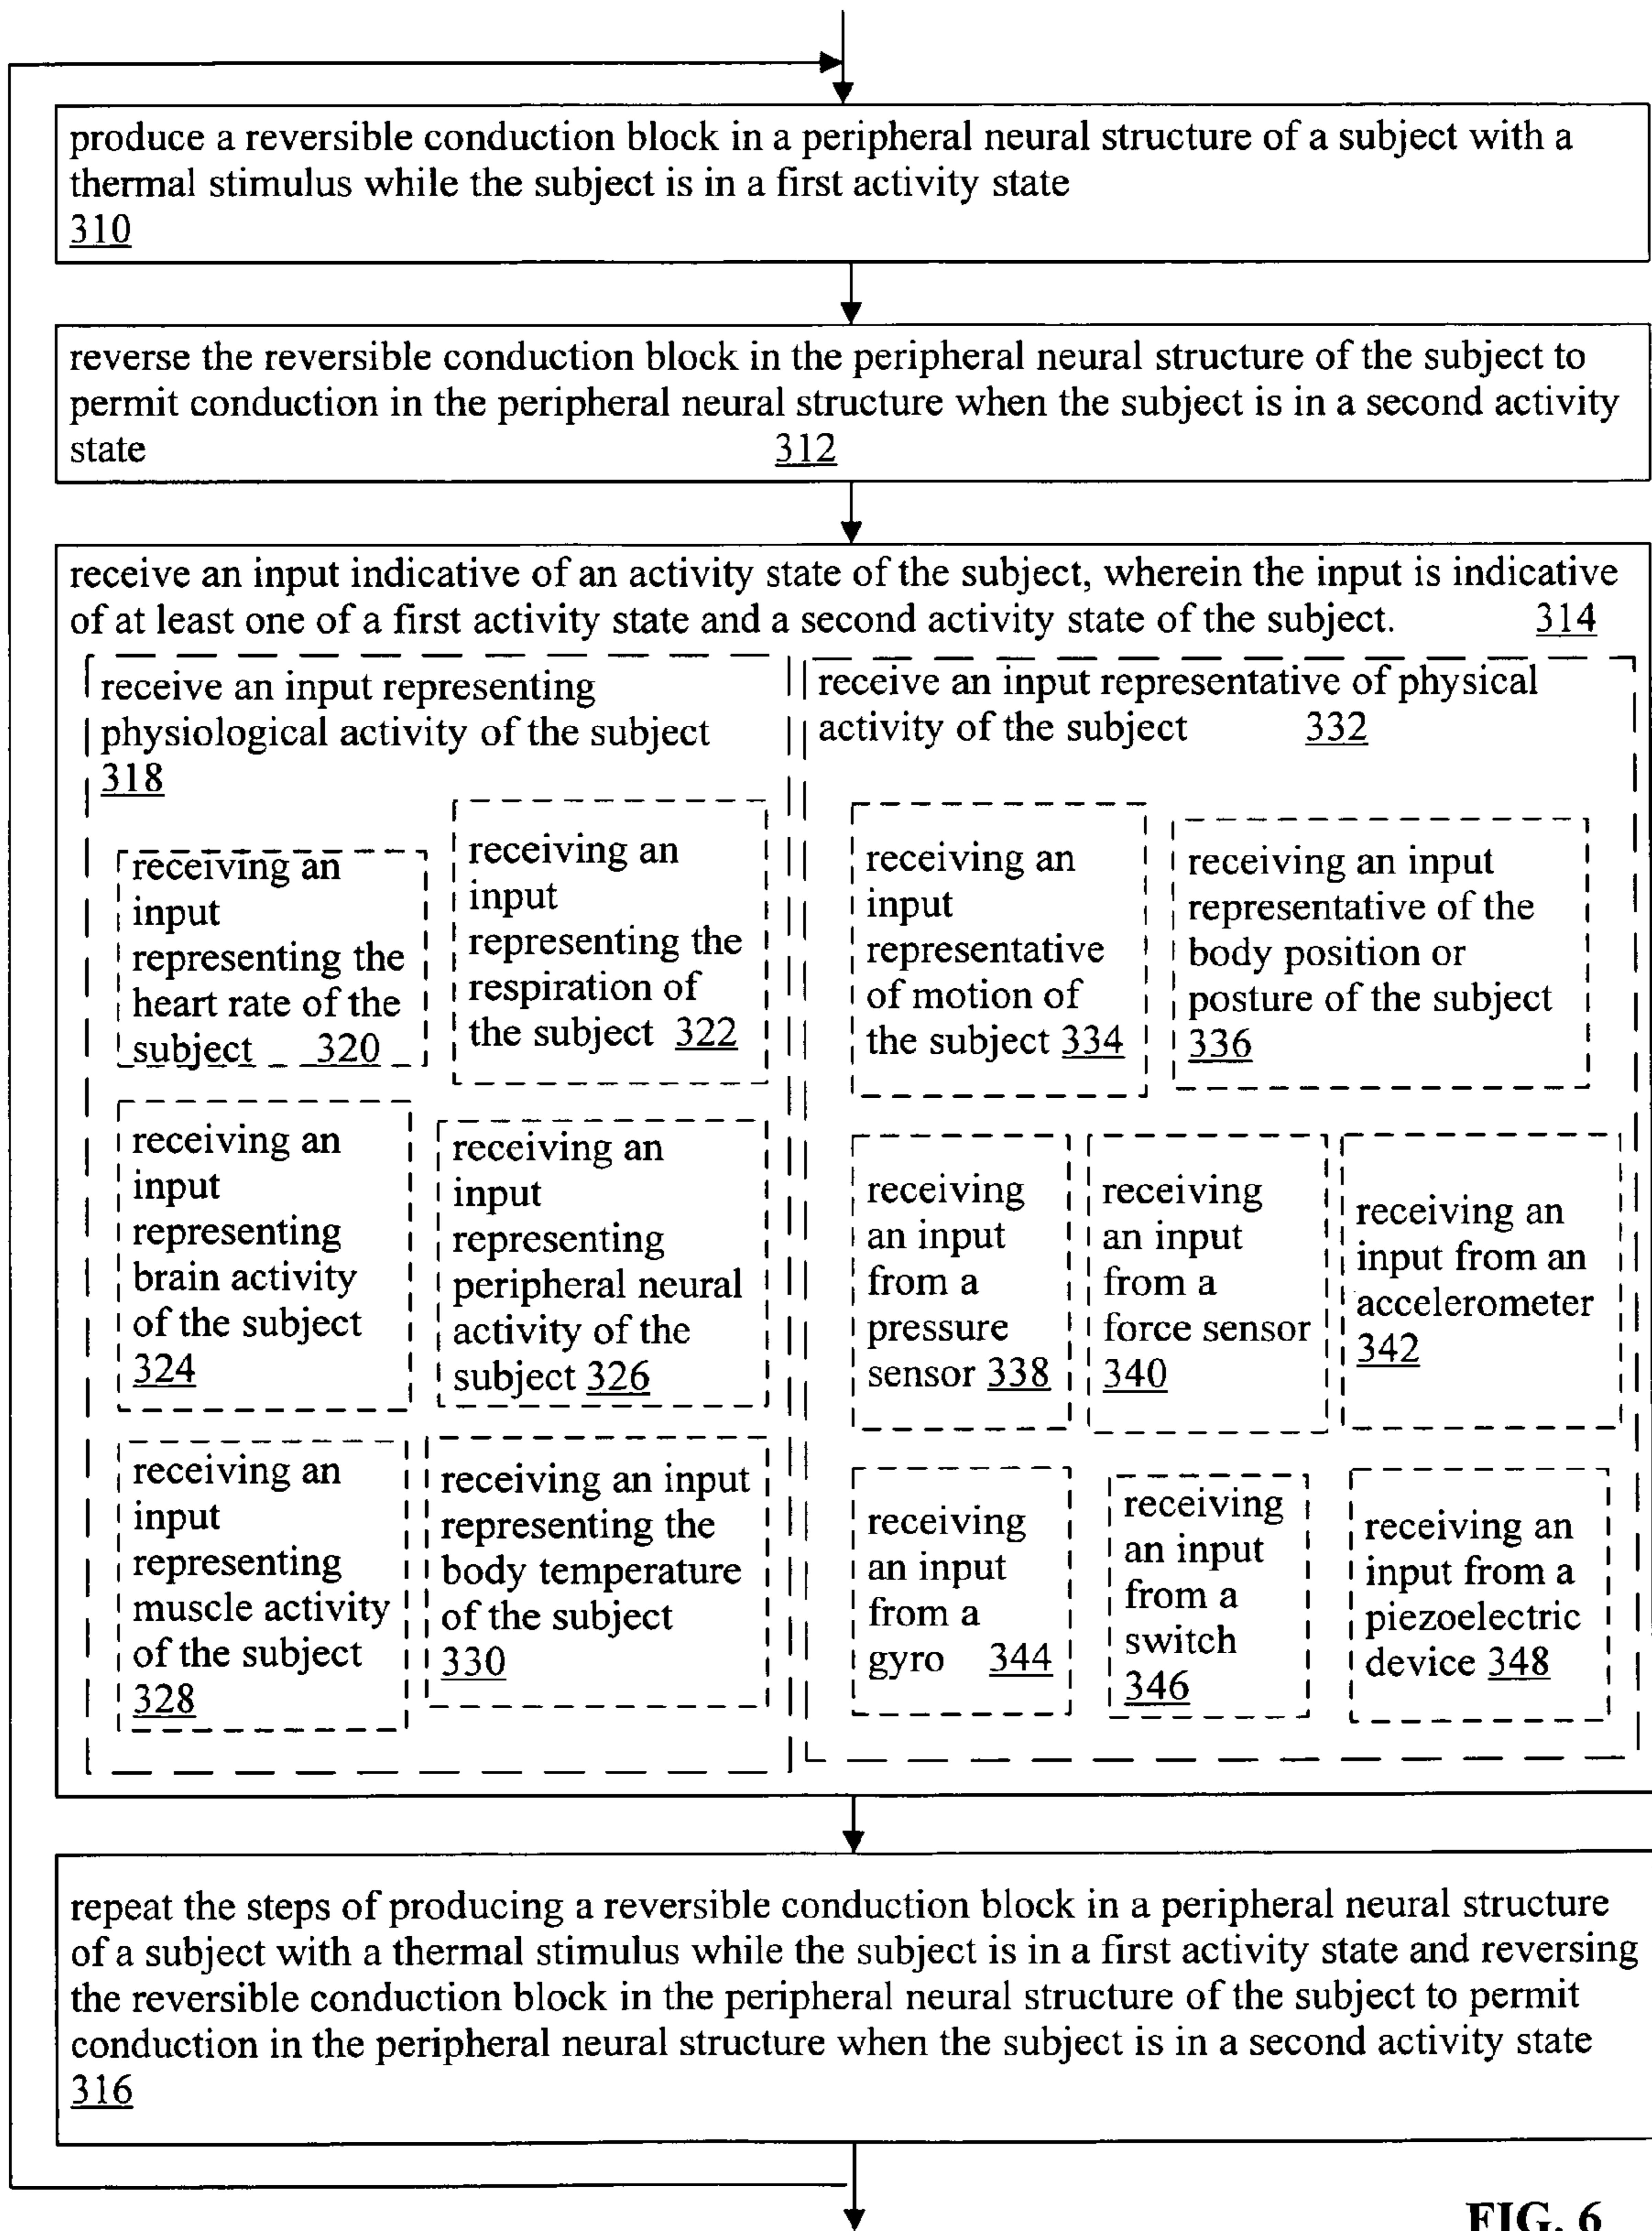 produce a reversible conduction block in a peripheral neural structure of a subject with a
thermal stimulus while the subject is in a first activity state
310
reverse the reversible conduction block in the peripheral neural structure of the subject to
permit conduction in the peripheral neural structure when the subject is in a second activity
state 312
receive an input indicative of an activity state of the subject, wherein the input is indicative
of at least one of a first activity state and a second activity state of the subject. 314
receive an input representing
physiological activity of the subject
318
receiving an
input
representing the
heart rate of the
subject 320
receiving an
input
representing the
respiration of
the subject 322
receiving an
input
representing
brain activity
of the subject
324
receiving an
input
representing
peripheral neural
activity of the
subject 326
receiving an
input
representing
muscle activity
of the subject
328
receiving an input
representing the
body temperature
of the subject
330
receive an input representative of physical
activity of the subject 332
receiving an
input
representative
of motion of
the subject 334
receiving an input
representative of the
body position or
posture of the subject
336
receiving
an input
from a
pressure
sensor 338
receiving
an input
from a
force sensor
340
receiving an
input from an
accelerometer
342
receiving
an input
from a
gyro 344
receiving
an input
from a
switch
346
receiving an
input from a
piezoelectric
device 348
repeat the steps of producing a reversible conduction block in a peripheral neural structure
of a subject with a thermal stimulus while the subject is in a first activity state and reversing
the reversible conduction block in the peripheral neural structure of the subject to permit
conduction in the peripheral neural structure when the subject is in a second activity state
316
FIG. 6